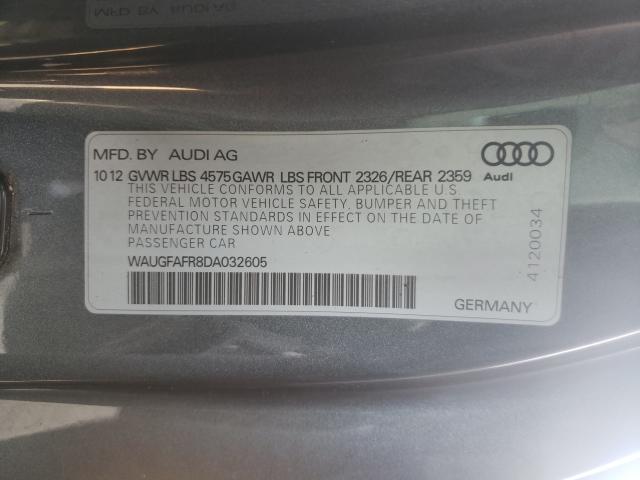 MFD. BY AUDI AG
10 12 GVWR LBS 4575 GAWR LBS FRONT 2326/REAR 2359
THIS VEHICLE CONFORMS TO ALL APPLICABLE U.S.
FEDERAL MOTOR VEHICLE SAFETY, BUMPER AND THEFT
PREVENTION STANDARDS IN EFFECT ON THE DATE OF
MANUFACTURE SHOWN ABOVE
PASSENGER CAR
WAUGFAFR8DA032605
Audi
4120034
GERMANY